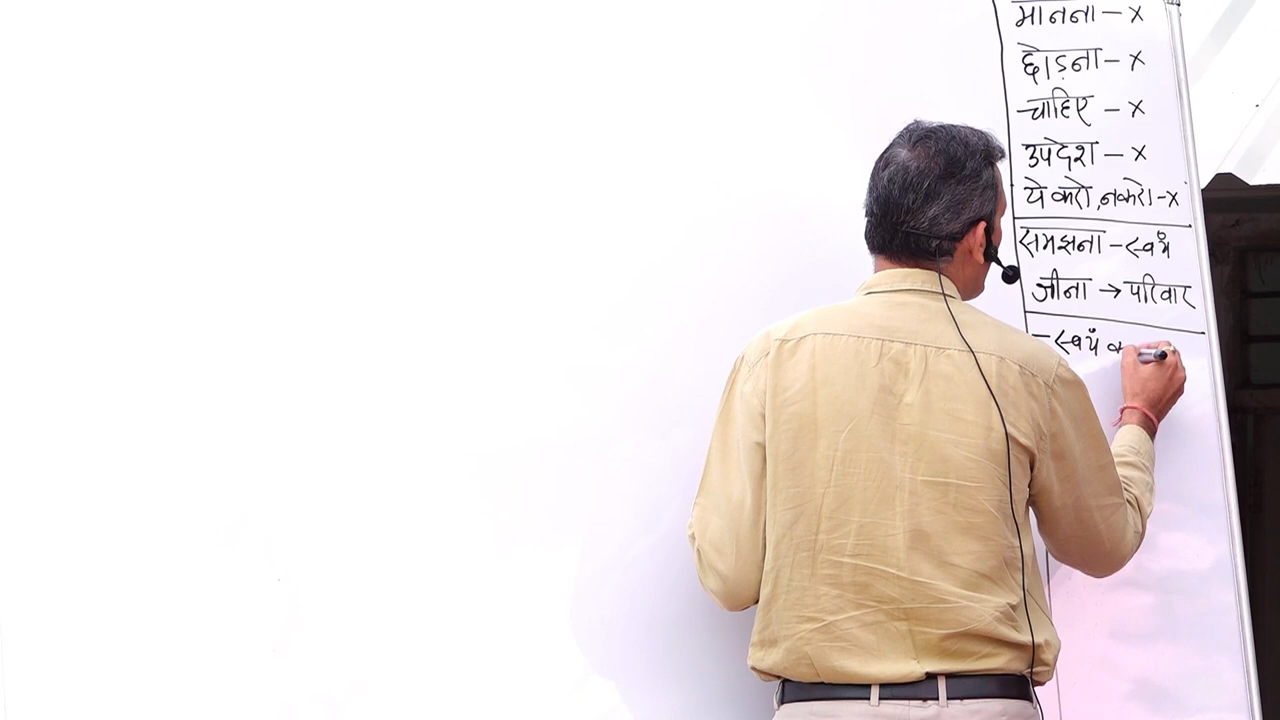 मानना - x
छोड़ना - x
चाहिए - x
उपदेश - x
ये करो, न करो - x
समझना - स्वयं
जीना → परिवार
- स्वयं